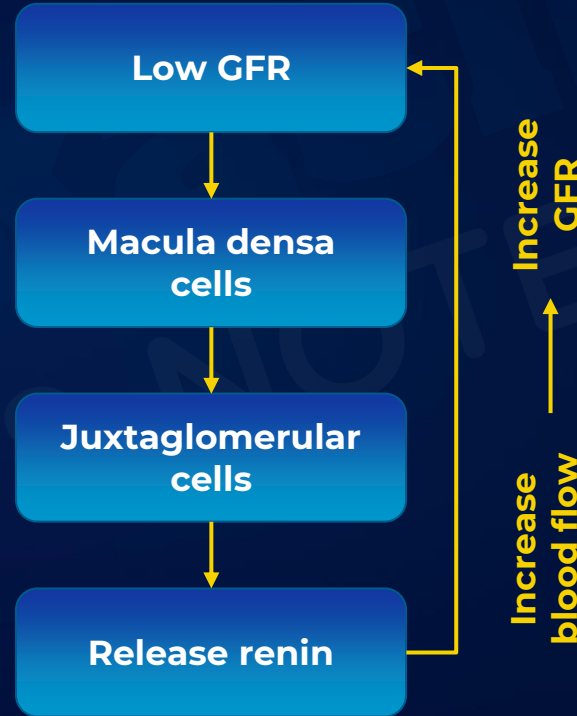 Low GFR
Macula densa
cells
Juxtaglomerular
cells
Release renin
Increase
blood flow
Increase
GFR